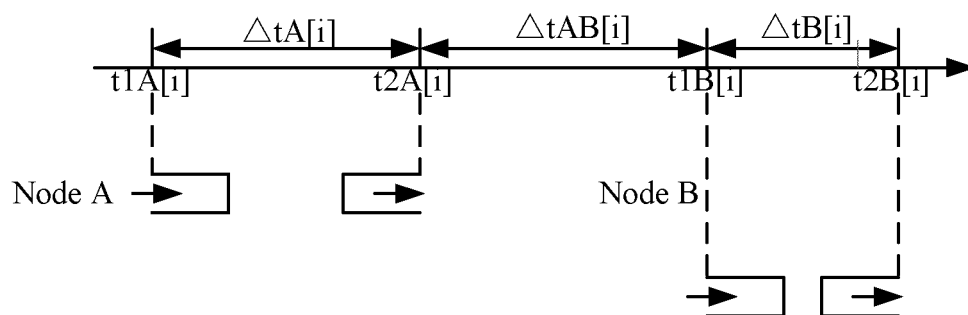 △tA[i] △tAB[i] △tB[i]
t1A[i] t2A[i] t1B[i] t2B[i]
Node A Node B